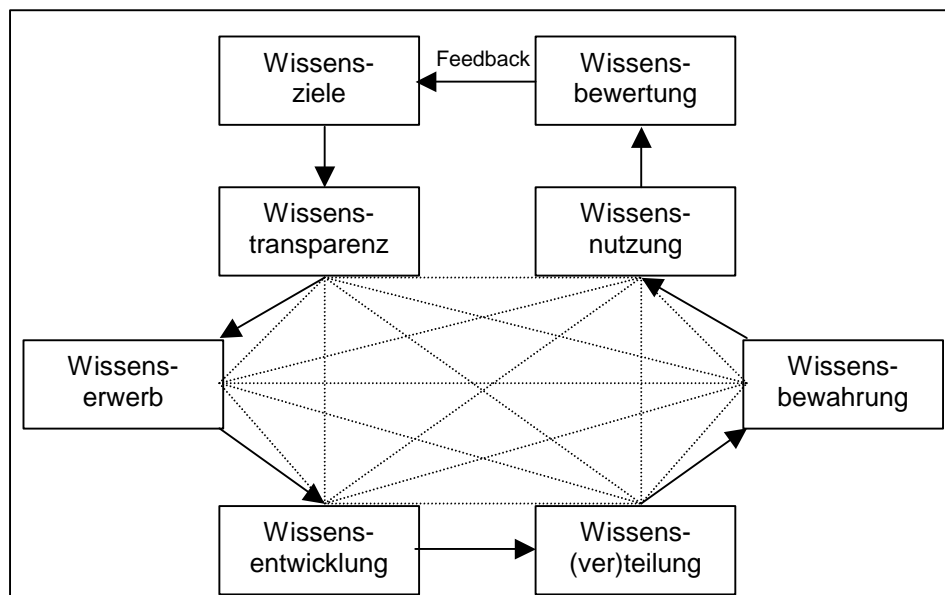 Wissens-
ziele
Feedback
Wissens-
bewertung
Wissens-
transparenz
Wissens-
nutzung
Wissens-
erwerb
Wissens-
bewahrung
Wissens-
entwicklung
Wissens-
(ver)teilung